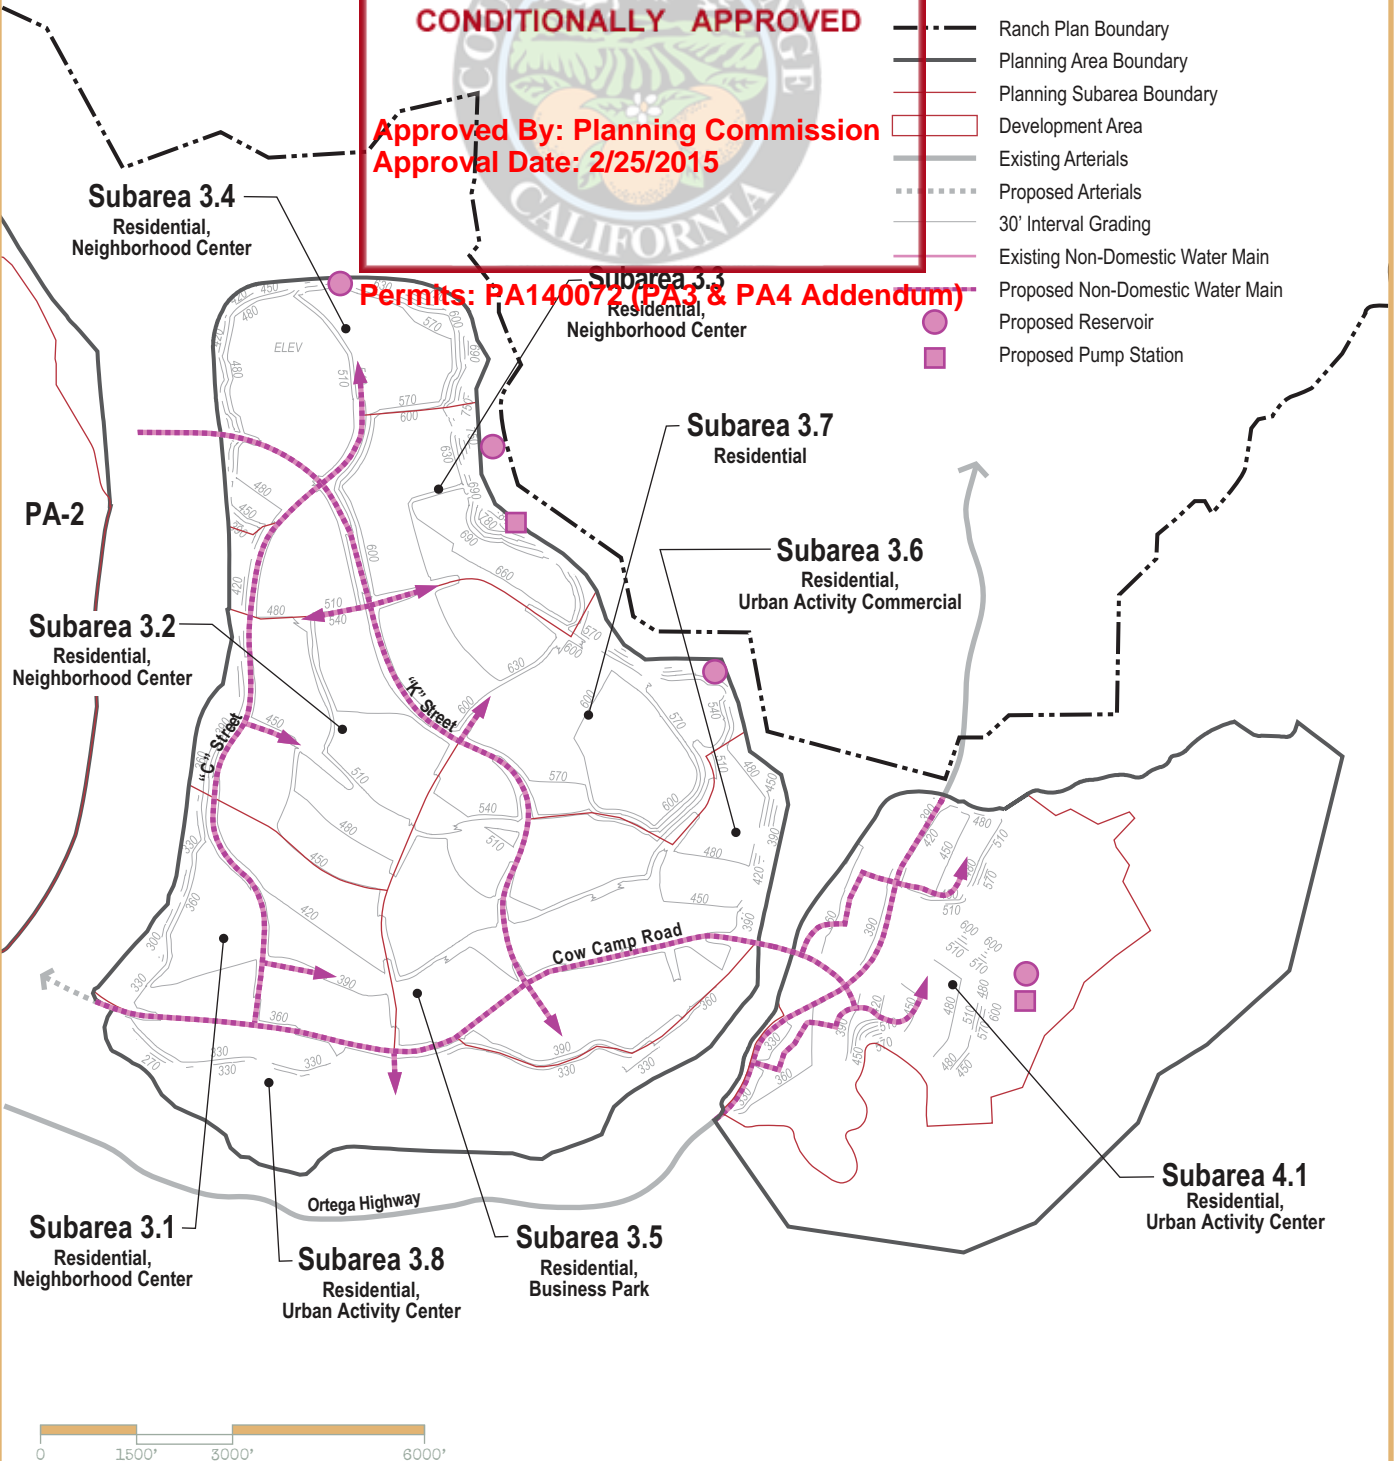 CONDITIONALLY APPROVED
CALIFORNIA
Approved By: Planning Commission
Approval Date: 2/25/2015
Permits: PA140072 (PA3 & PA4 Addendum)
Ranch Plan Boundary
Planning Area Boundary
Planning Subarea Boundary
Development Area
Existing Arterials
Proposed Arterials
30' Interval Grading
Existing Non-Domestic Water Main
Proposed Non-Domestic Water Main
Proposed Reservoir
Proposed Pump Station
Subarea 3.4
Residential,
Neighborhood Center
Subarea 3.3
Residential,
Neighborhood Center
ELEV
Subarea 3.7
Residential
PA-2
Subarea 3.6
Residential,
Urban Activity Commercial
Subarea 3.2
Residential,
Neighborhood Center
"K" Street
"C" Street
Cow Camp Road
Ortega Highway
Subarea 4.1
Residential,
Urban Activity Center
Subarea 3.1
Residential,
Neighborhood Center
Subarea 3.8
Residential,
Urban Activity Center
Subarea 3.5
Residential,
Business Park
0 1500' 3000' 6000'